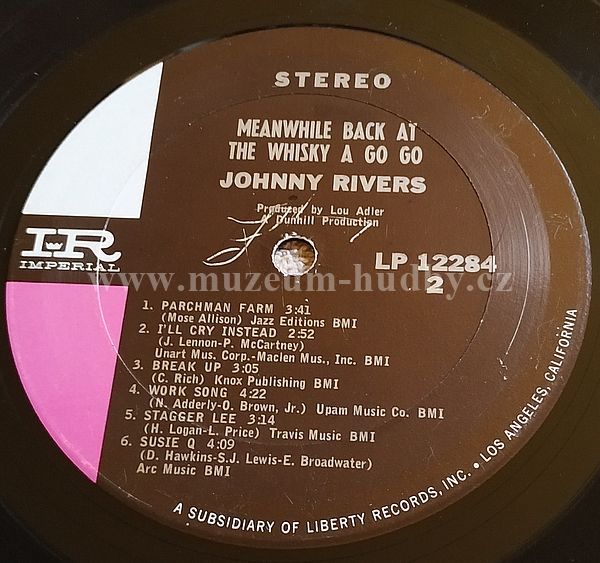 STEREO
MEANWHILE BACK AT
THE WHISKY A GO GO
JOHNNY RIVERS
Produced by Lou Adler
A Dunhill Production
IR
IMPERIAL
LP 12284
2
www.muzeum-hudby.cz
1. PARCHMAN FARM 3:41
(Mose Allison) Jazz Editions BMI
2. I'LL CRY INSTEAD 2:52
(J. Lennon-P. McCartney)
Unart Mus. Corp.-Maclen Mus., Inc. BMI
3. BREAK UP 3:05
(C. Rich) Knox Publishing BMI
4. WORK SONG 4:22
(N. Adderly-O. Brown, Jr.) Upam Music Co. BMI
5. STAGGER LEE 3:14
(H. Logan-L. Price) Travis Music BMI
6. SUSIE Q 4:09
(D. Hawkins-S.J. Lewis-E. Broadwater)
Arc Music BMI
A SUBSIDIARY OF LIBERTY RECORDS, INC. • LOS ANGELES, CALIFORNIA